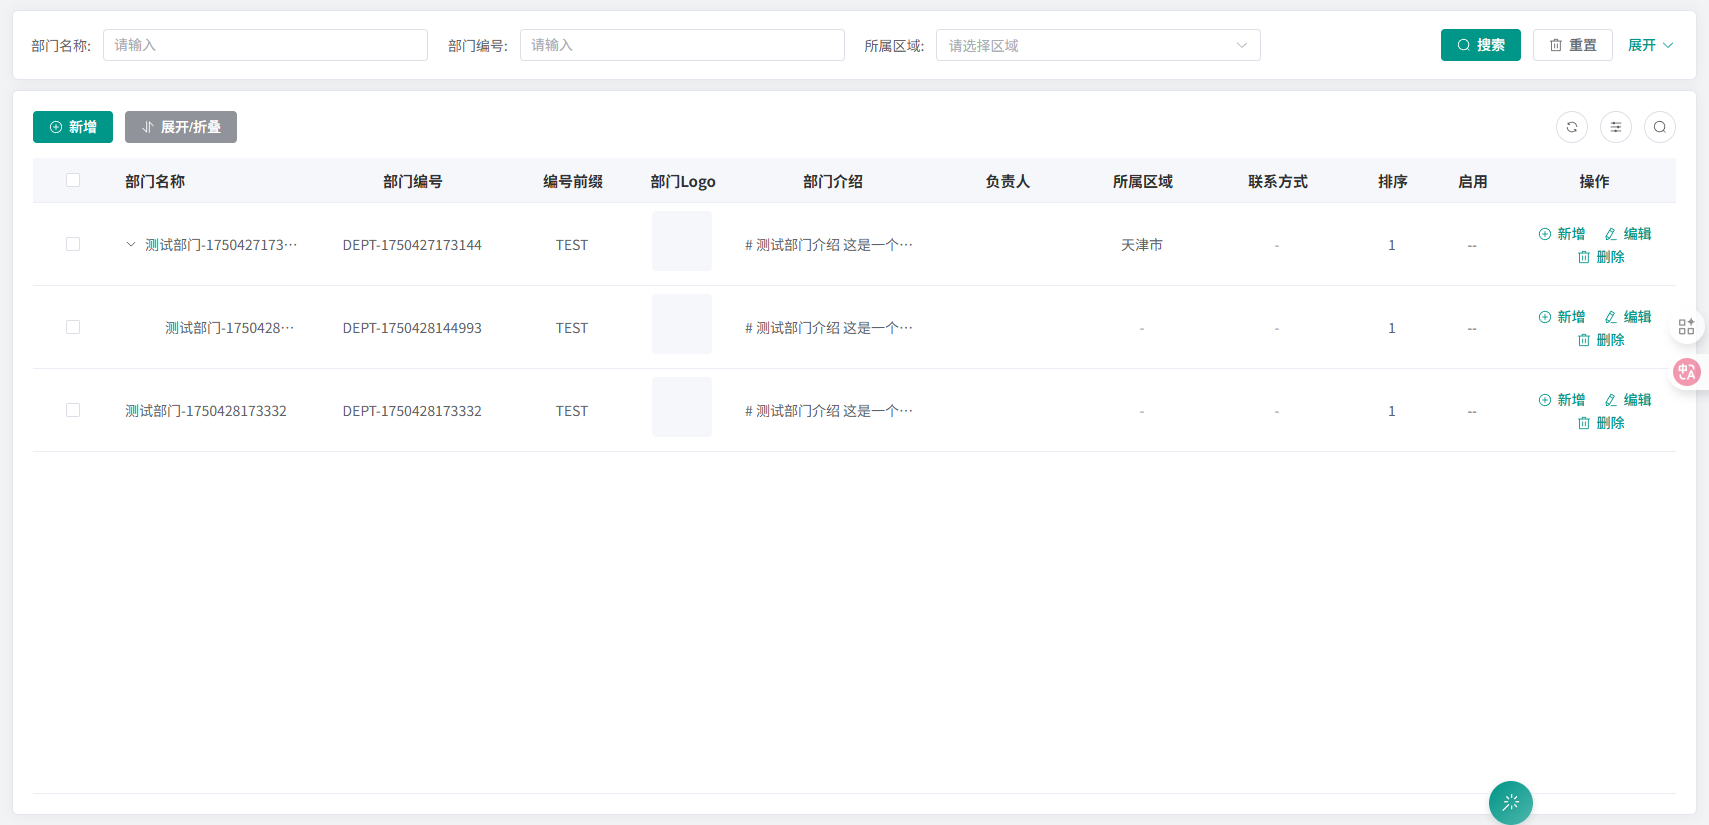 部门名称: 请输入 部门编号: 请输入 所属区域: 请选择区域 搜索 重置 展开
新增 展开/折叠
部门名称 部门编号 编号前缀 部门Logo 部门介绍 负责人 所属区域 联系方式 排序 启用 操作
测试部门-1750427173··· DEPT-1750427173144 TEST # 测试部门介绍 这是一个··· 天津市 - 1 -- 新增 编辑
删除
测试部门-1750428··· DEPT-1750428144993 TEST # 测试部门介绍 这是一个··· - - 1 -- 新增 编辑
删除
测试部门-1750428173332 DEPT-1750428173332 TEST # 测试部门介绍 这是一个··· - - 1 -- 新增 编辑
删除
中A